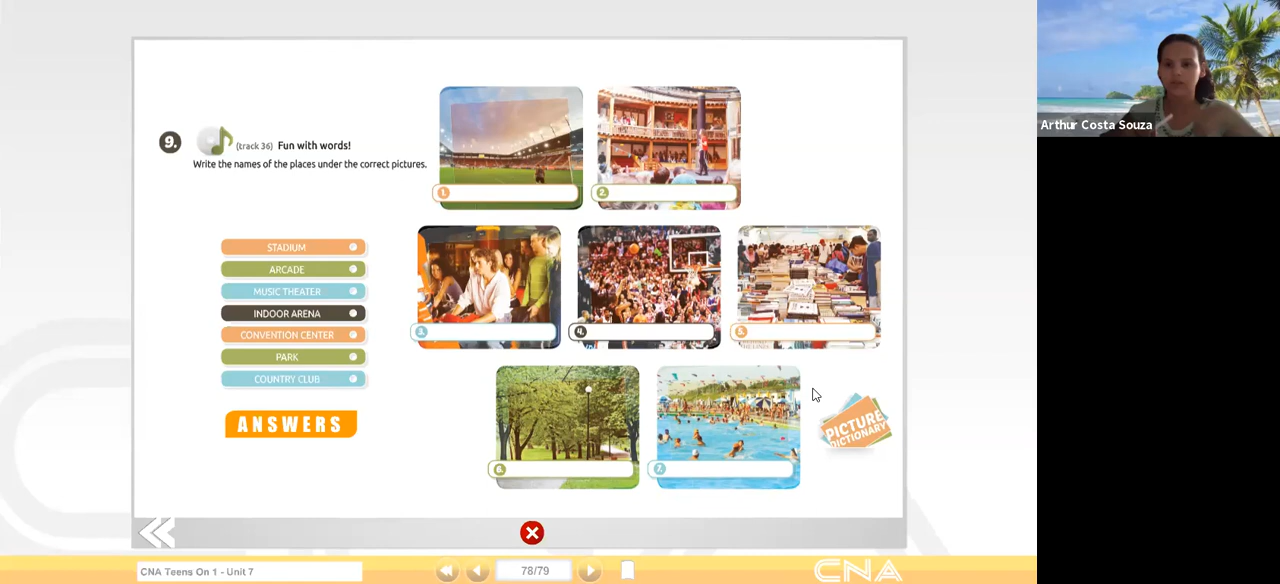 9.
(track 36) Fun with words!
Write the names of the places under the correct pictures.
1.
2.
STADIUM
ARCADE
MUSIC THEATER
INDOOR ARENA
CONVENTION CENTER
PARK
COUNTRY CLUB
ANSWERS
3.
4.
5.
6.
7.
PICTURE
DICTIONARY
CNA Teens On 1 - Unit 7
78/79
CNA
Arthur Costa Souza